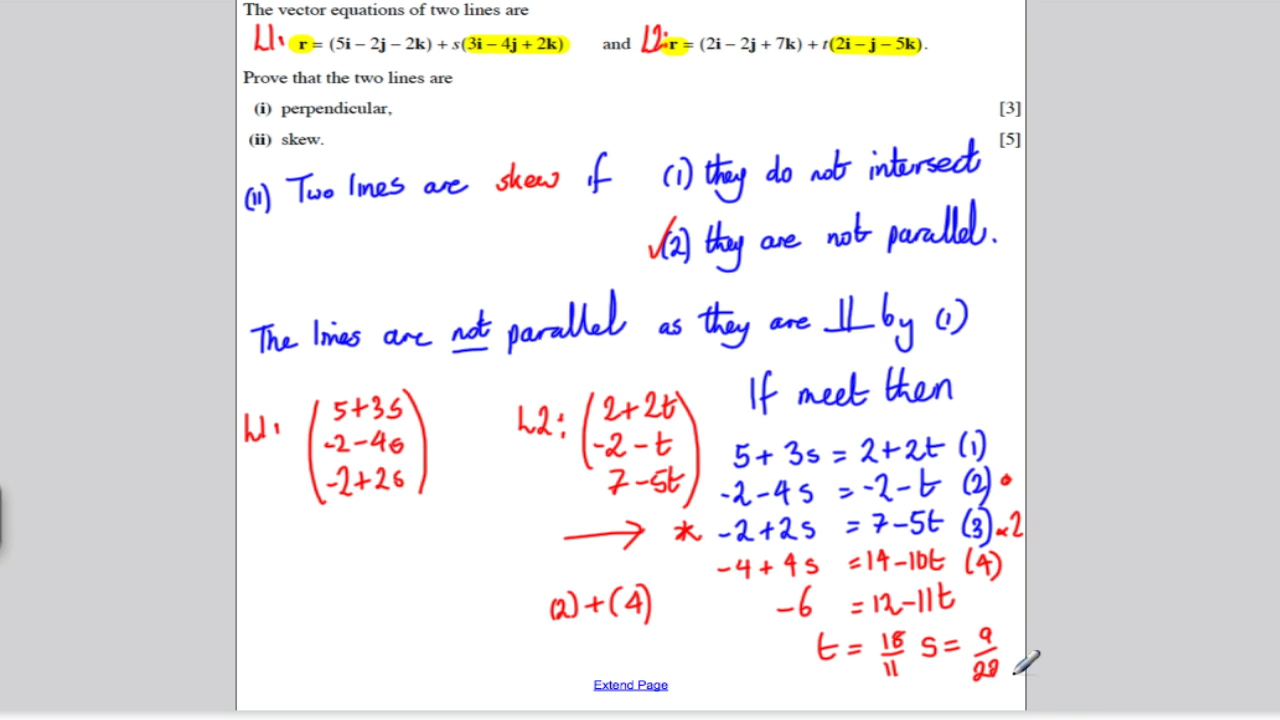 The vector equations of two lines are
L1: r = (5i – 2j – 2k) + s(3i – 4j + 2k) and L2: r = (2i – 2j + 7k) + t(2i – j – 5k).
Prove that the two lines are
(i) perpendicular, [3]
(ii) skew. [5]
(ii) Two lines are skew if (1) they do not intersect
✓(2) they are not parallel.
The lines are not parallel as they are ⊥ by (i)
If meet then
L1: (5+3s
-2-4s
-2+2s)
L2: (2+2t
-2-t
7-5t)
5+3s = 2+2t (1)
-2-4s = -2-t (2)
→ * -2+2s = 7-5t (3) ×2
-4+4s = 14-10t (4)
(2)+(4) -6 = 12-11t
t = 18/11 s =
Extend Page